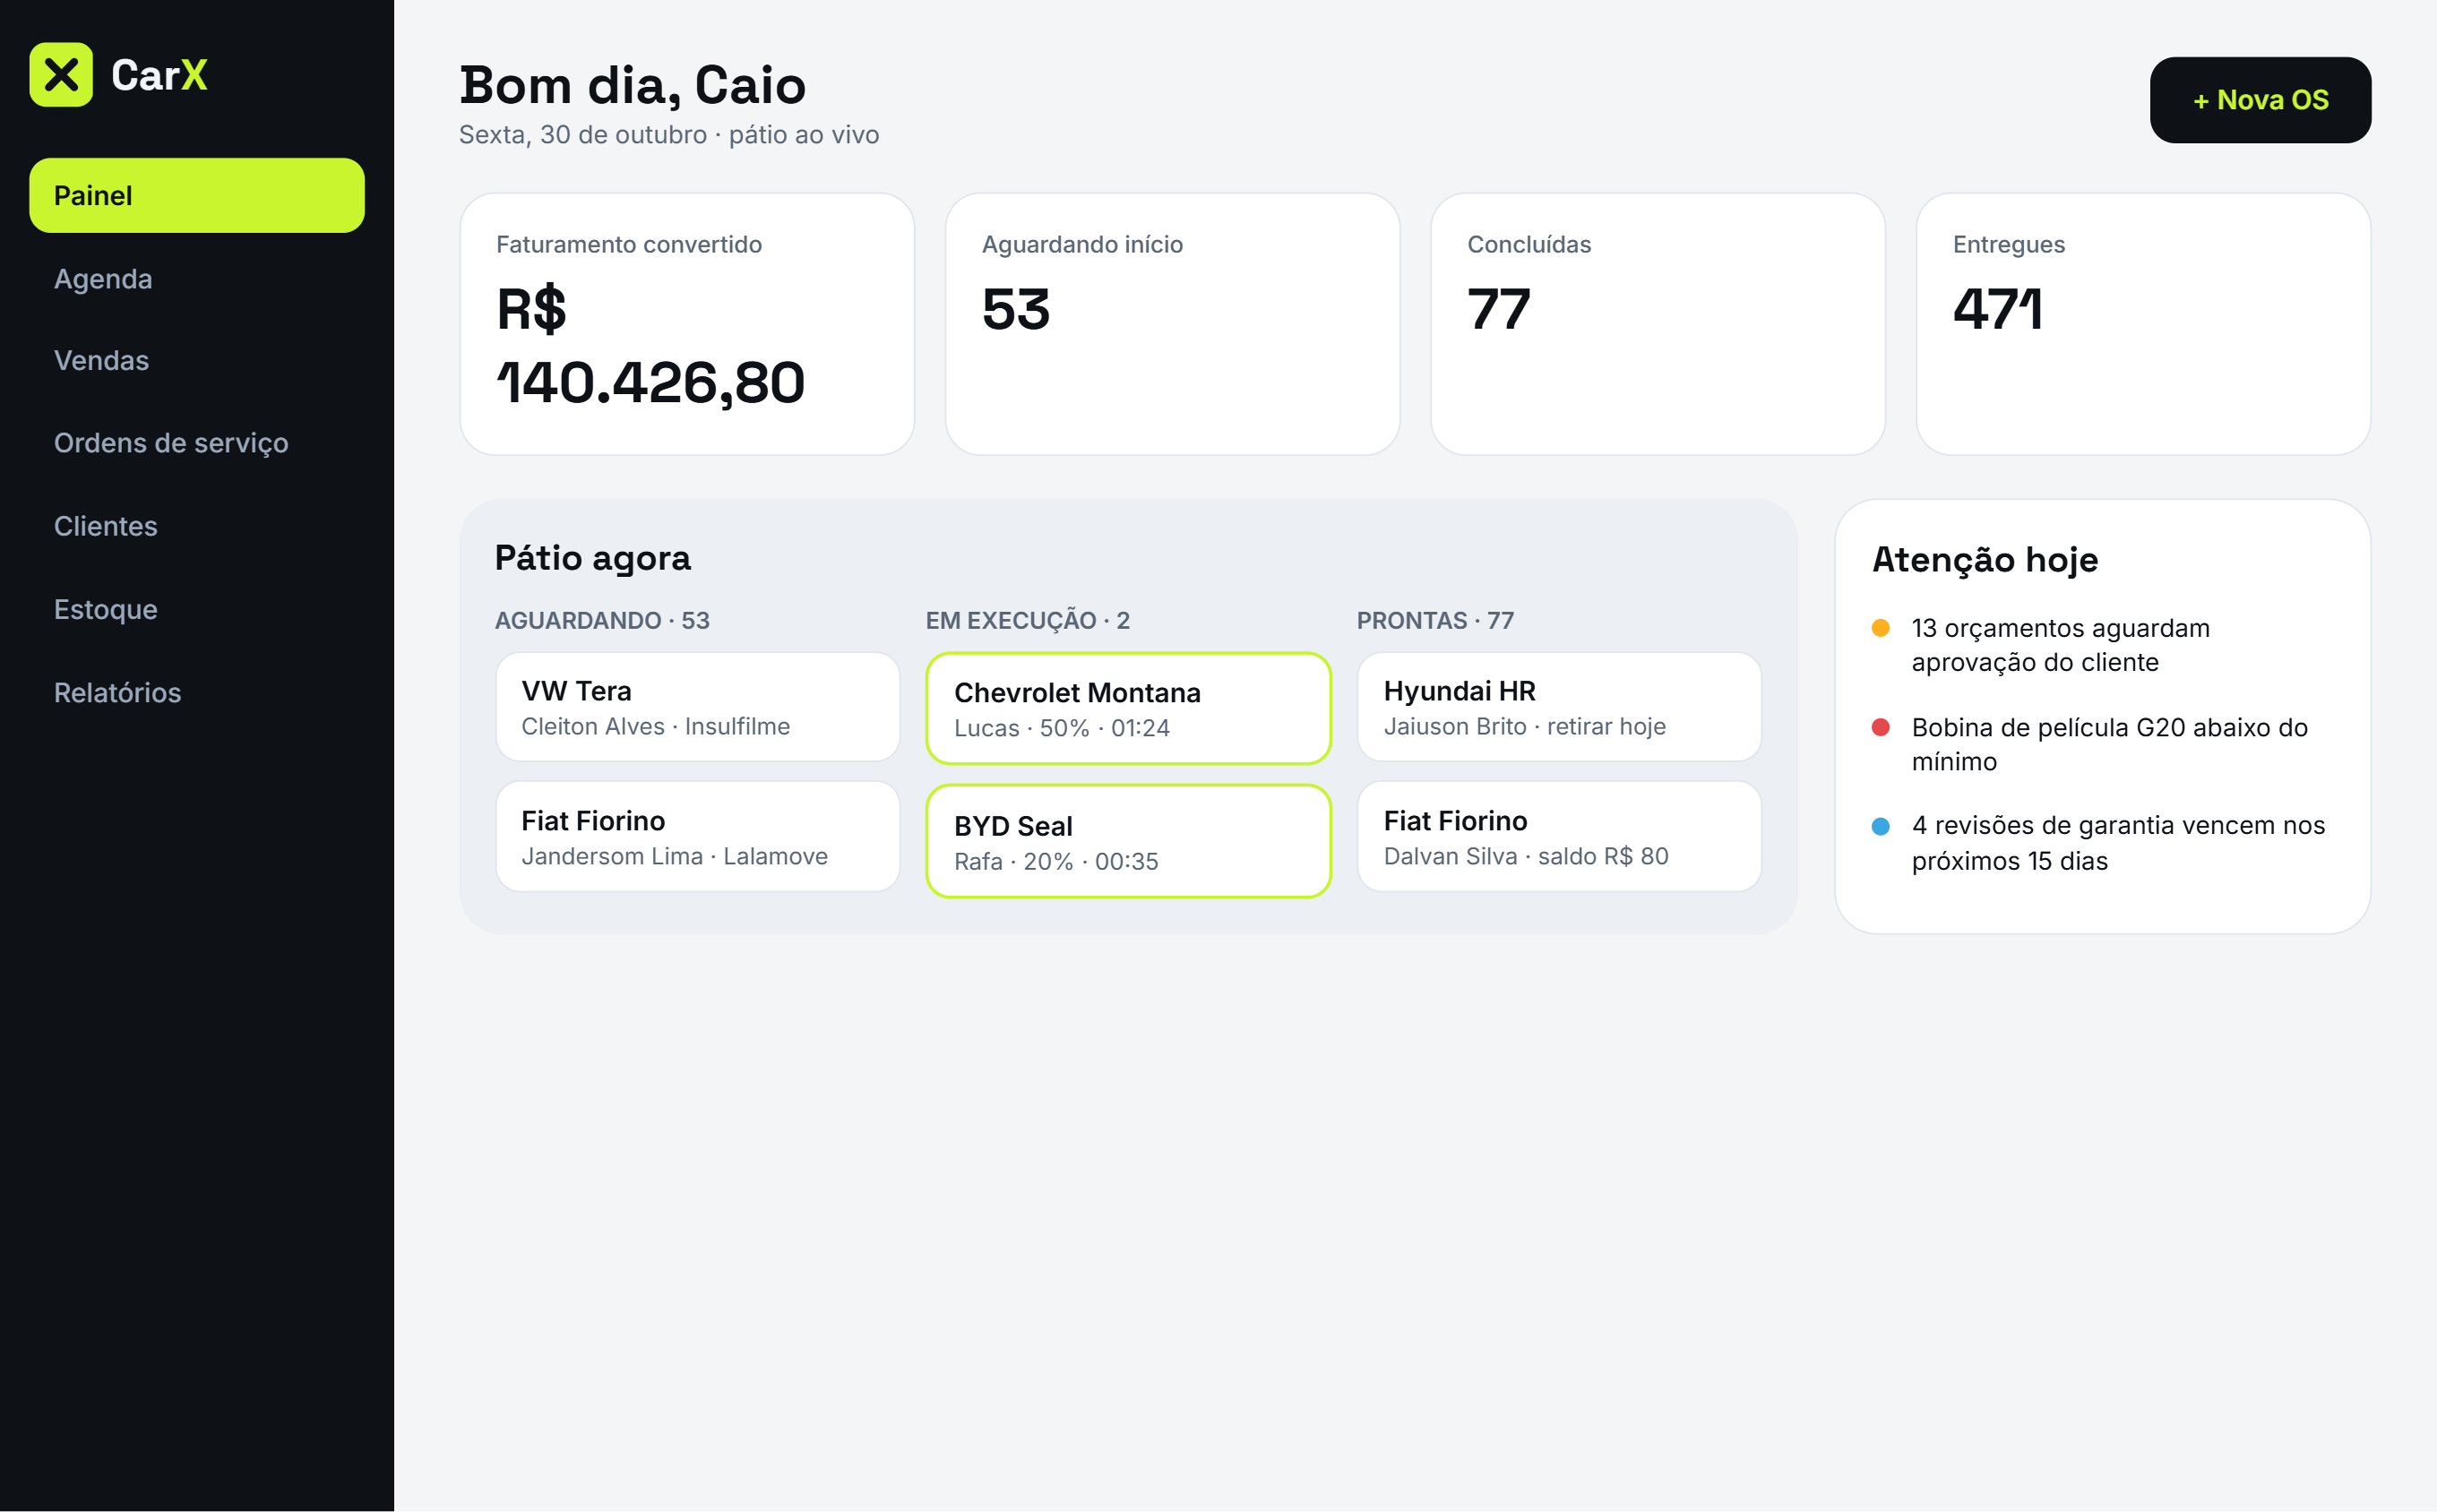 CarX
Painel
Agenda
Vendas
Ordens de serviço
Clientes
Estoque
Relatórios
Bom dia, Caio
Sexta, 30 de outubro · pátio ao vivo
+ Nova OS
Faturamento convertido
R$
140.426,80
Aguardando início
53
Concluídas
77
Entregues
471
Pátio agora
AGUARDANDO · 53
VW Tera
Cleiton Alves · Insulfilme
Fiat Fiorino
Jandersom Lima · Lalamove
EM EXECUÇÃO · 2
Chevrolet Montana
Lucas · 50% · 01:24
BYD Seal
Rafa · 20% · 00:35
PRONTAS · 77
Hyundai HR
Jaiuson Brito · retirar hoje
Fiat Fiorino
Dalvan Silva · saldo R$ 80
Atenção hoje
13 orçamentos aguardam
aprovação do cliente
Bobina de película G20 abaixo do
mínimo
4 revisões de garantia vencem nos
próximos 15 dias